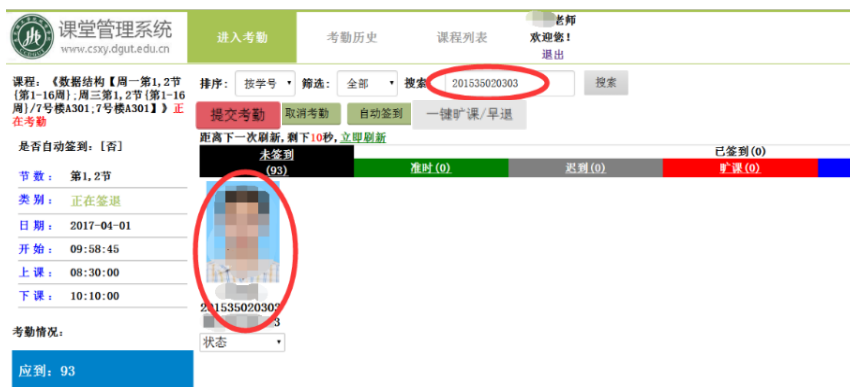 课堂管理系统
www.csxy.dgut.edu.cn
进入考勤
考勤历史
课程列表
老师
欢迎您!
退出
课程:《数据结构【周一第1,2节
{第1-16周};周三第1,2节{第1-16
周}/7号楼A301;7号楼A301】》正
在考勤
是否自动签到:[否]
节 数: 第1,2节
类 别: 正在签退
日 期: 2017-04-01
开 始: 09:58:45
上 课: 08:30:00
下 课: 10:10:00
考勤情况:
应到: 93
排序: 按学号 筛选: 全部 搜索: 201535020303 搜索
提交考勤 取消考勤 自动签到 一键旷课/早退
距离下一次刷新,剩下10秒,立即刷新
未签到
(93)
已签到(0)
准时(0) 迟到(0) 旷课(0)
201535020303
3
状态